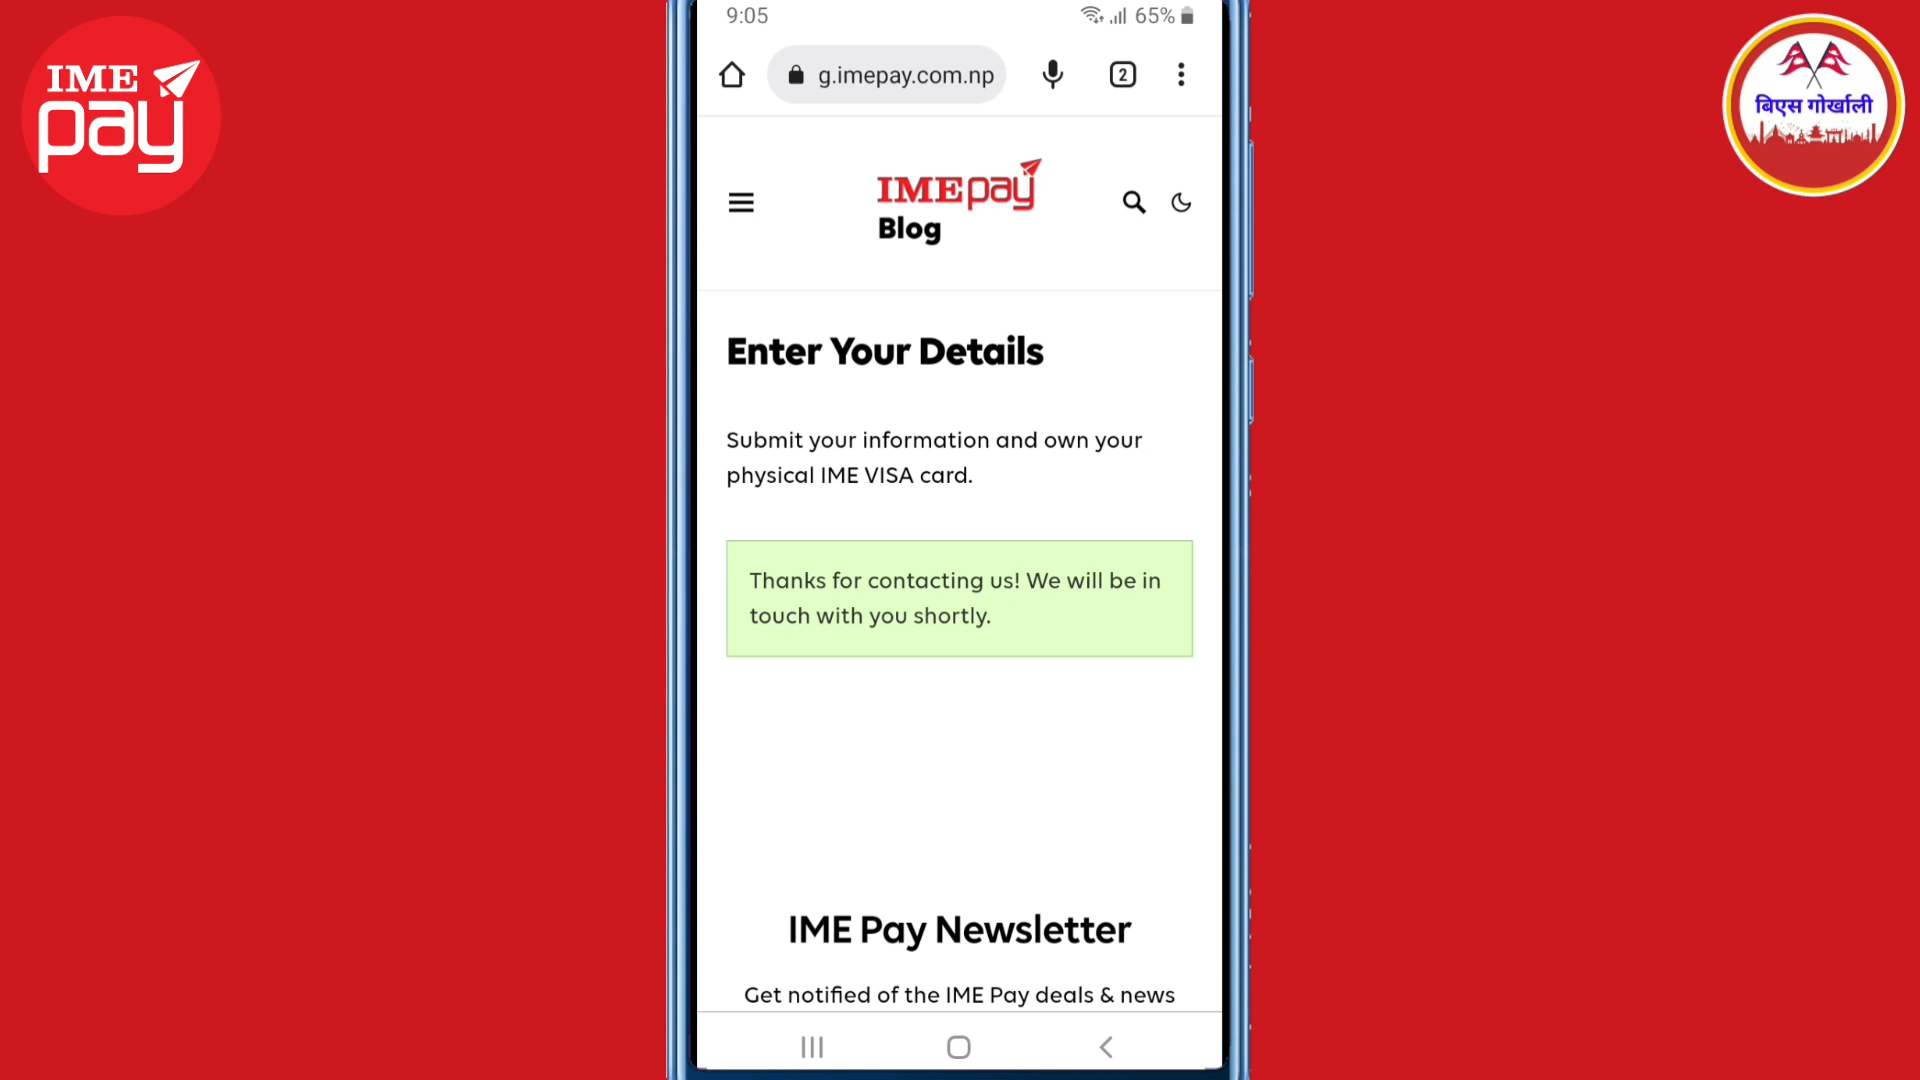 IME
pay
9:05
65%
g.imepay.com.np
2
बिएस गोर्खाली
IMEpay
Blog
Enter Your Details
Submit your information and own your
physical IME VISA card.
Thanks for contacting us! We will be in
touch with you shortly.
IME Pay Newsletter
Get notified of the IME Pay deals & news